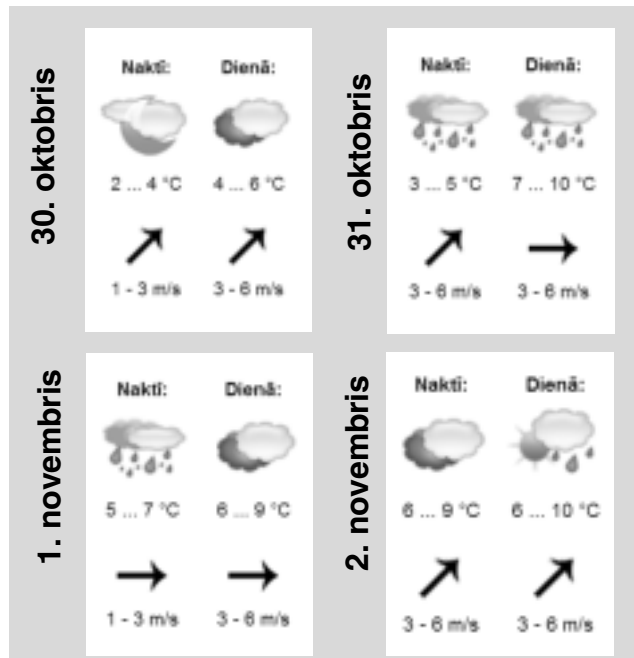 30. oktobris
Naktī: Dienā:
2 ... 4 °C 4 ... 6 °C
1 - 3 m/s 3 - 6 m/s
31. oktobris
Naktī: Dienā:
3 ... 5 °C 7 ... 10 °C
3 - 6 m/s 3 - 6 m/s
1. novembris
Naktī: Dienā:
5 ... 7 °C 6 ... 9 °C
1 - 3 m/s 3 - 6 m/s
2. novembris
Naktī: Dienā:
6 ... 9 °C 6 ... 10 °C
3 - 6 m/s 3 - 6 m/s